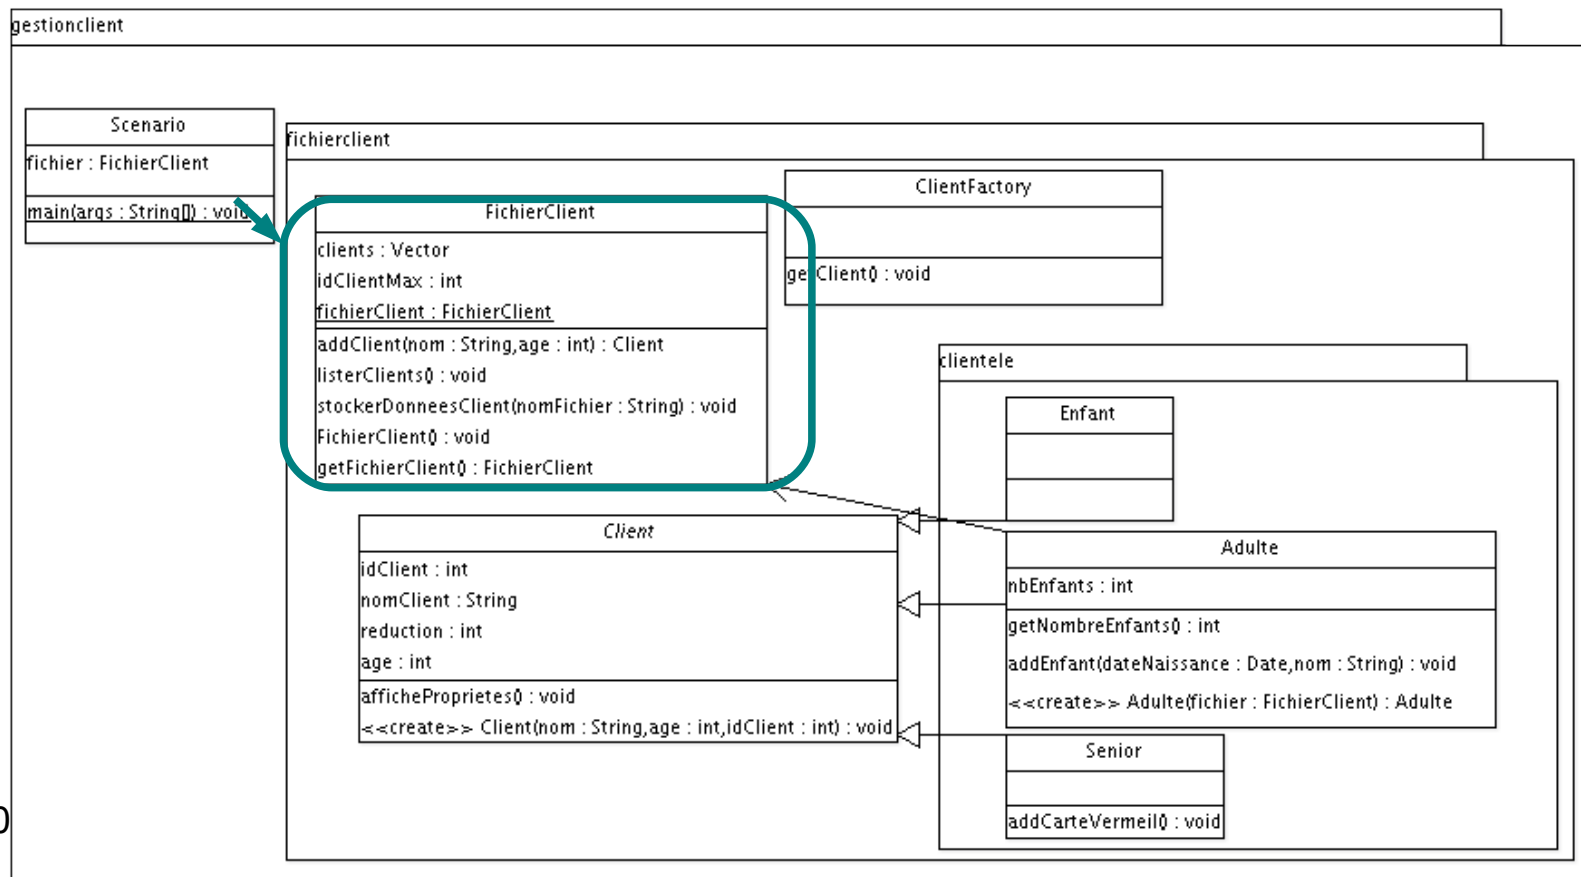 gestionclient
Scenario
fichier : FichierClient
main(args : String[]) : void
fichierclient
FichierClient
clients : Vector
idClientMax : int
fichierClient : FichierClient
addClient(nom : String,age : int) : Client
listerClients() : void
stockerDonneesClient(nomFichier : String) : void
FichierClient() : void
getFichierClient() : FichierClient
ClientFactory
getClient() : void
clientele
Enfant
Client
idClient : int
nomClient : String
reduction : int
age : int
afficheProprietes() : void
<<create>> Client(nom : String,age : int,idClient : int) : void
Adulte
nbEnfants : int
getNombreEnfants() : int
addEnfant(dateNaissance : Date,nom : String) : void
<<create>> Adulte(fichier : FichierClient) : Adulte
Senior
addCarteVermeil() : void
0